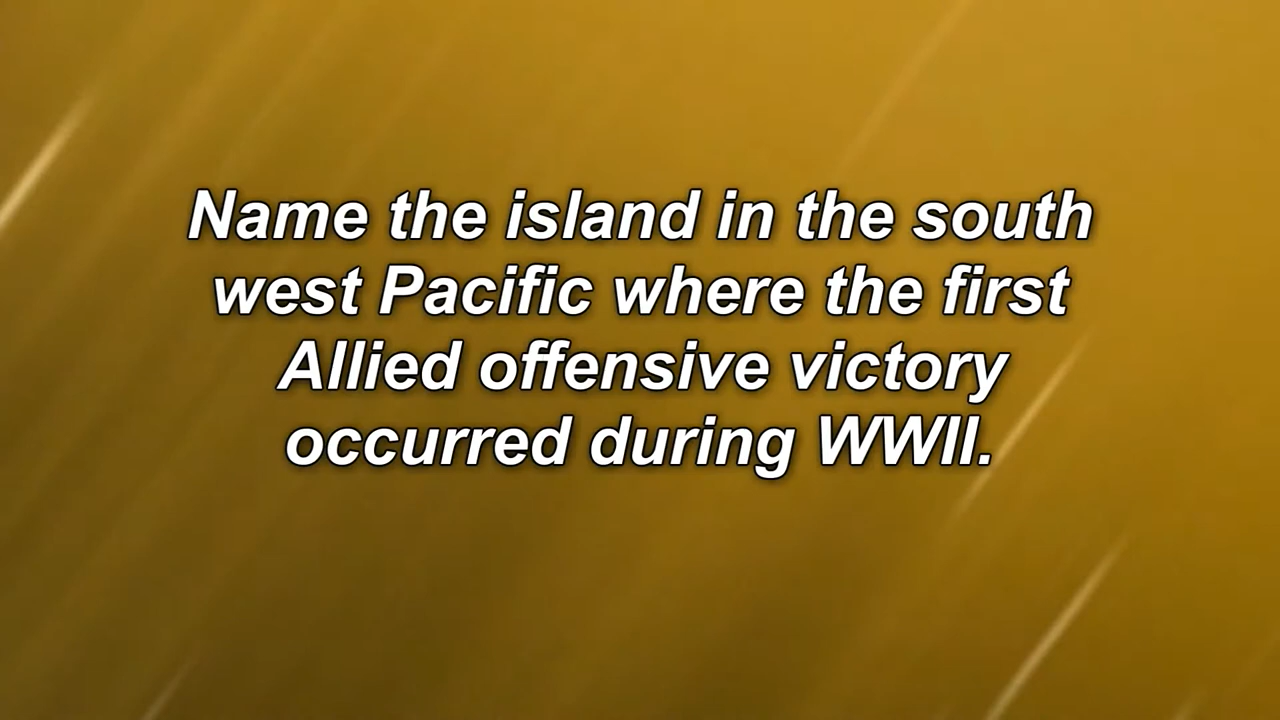 Name the island in the south
west Pacific where the first
Allied offensive victory
occurred during WWII.